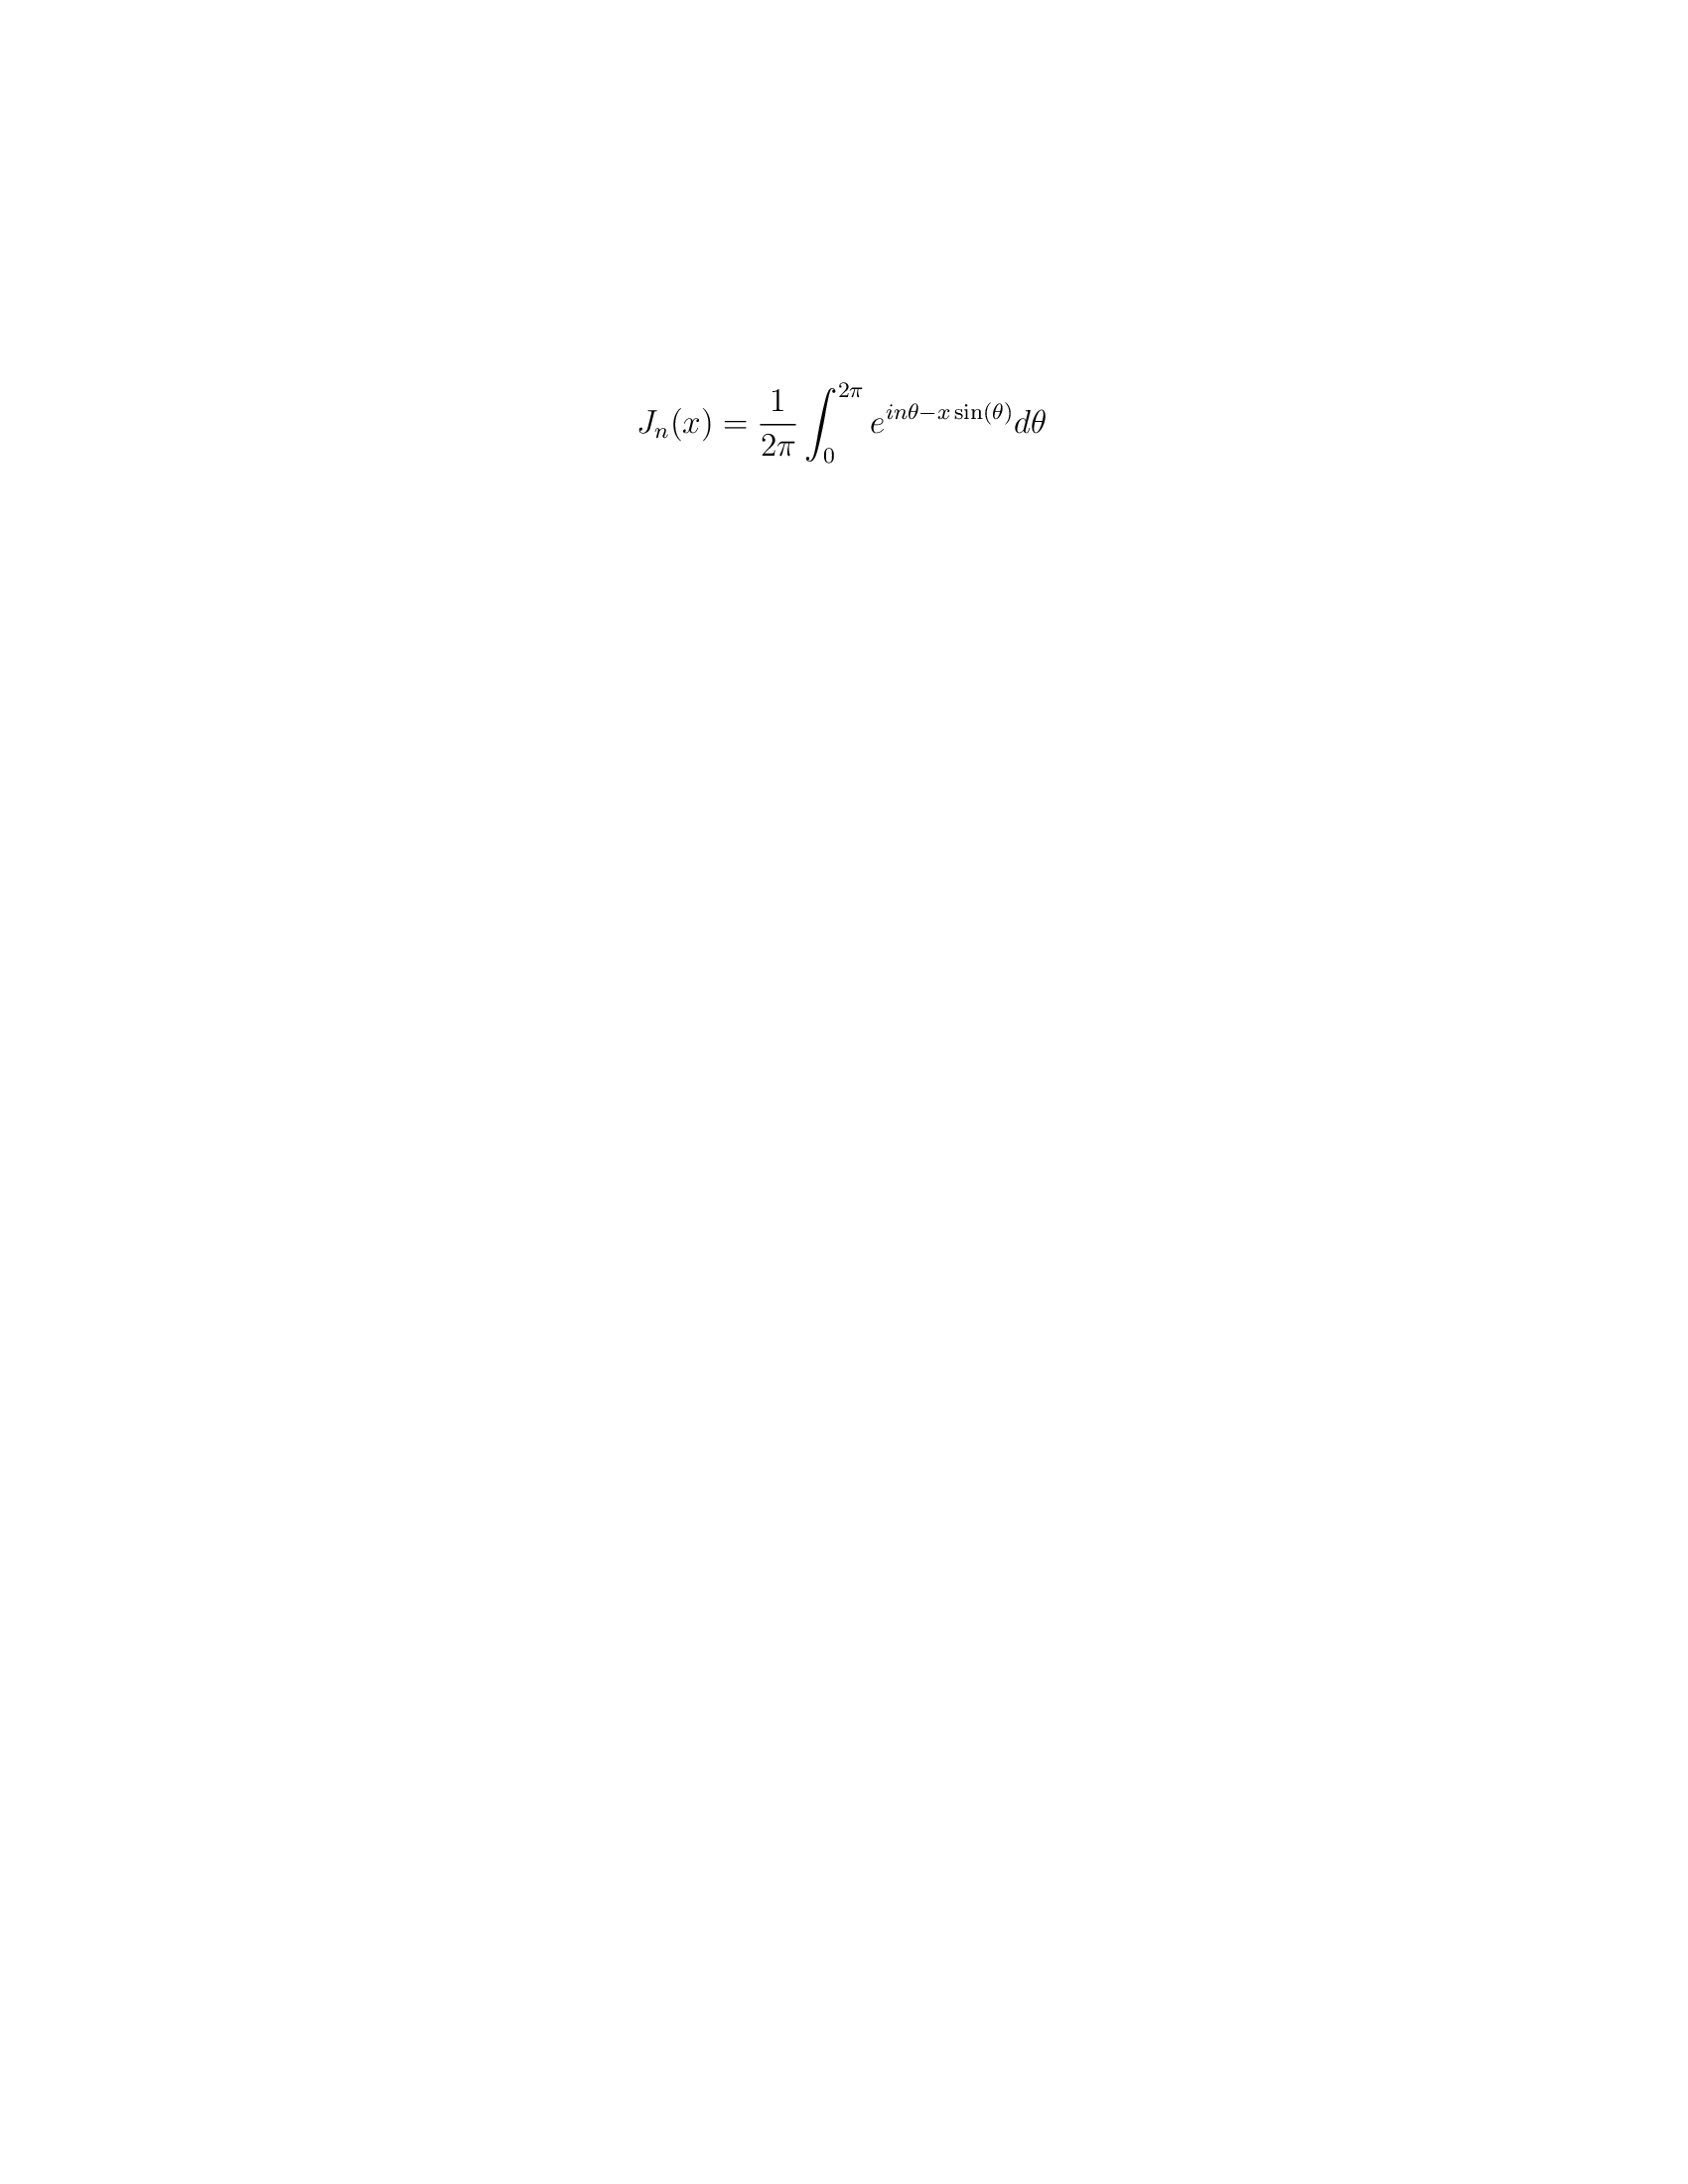 $J_n(x) = \frac{1}{2\pi} \int_0^{2\pi} e^{in\theta - x\sin(\theta)} d\theta$